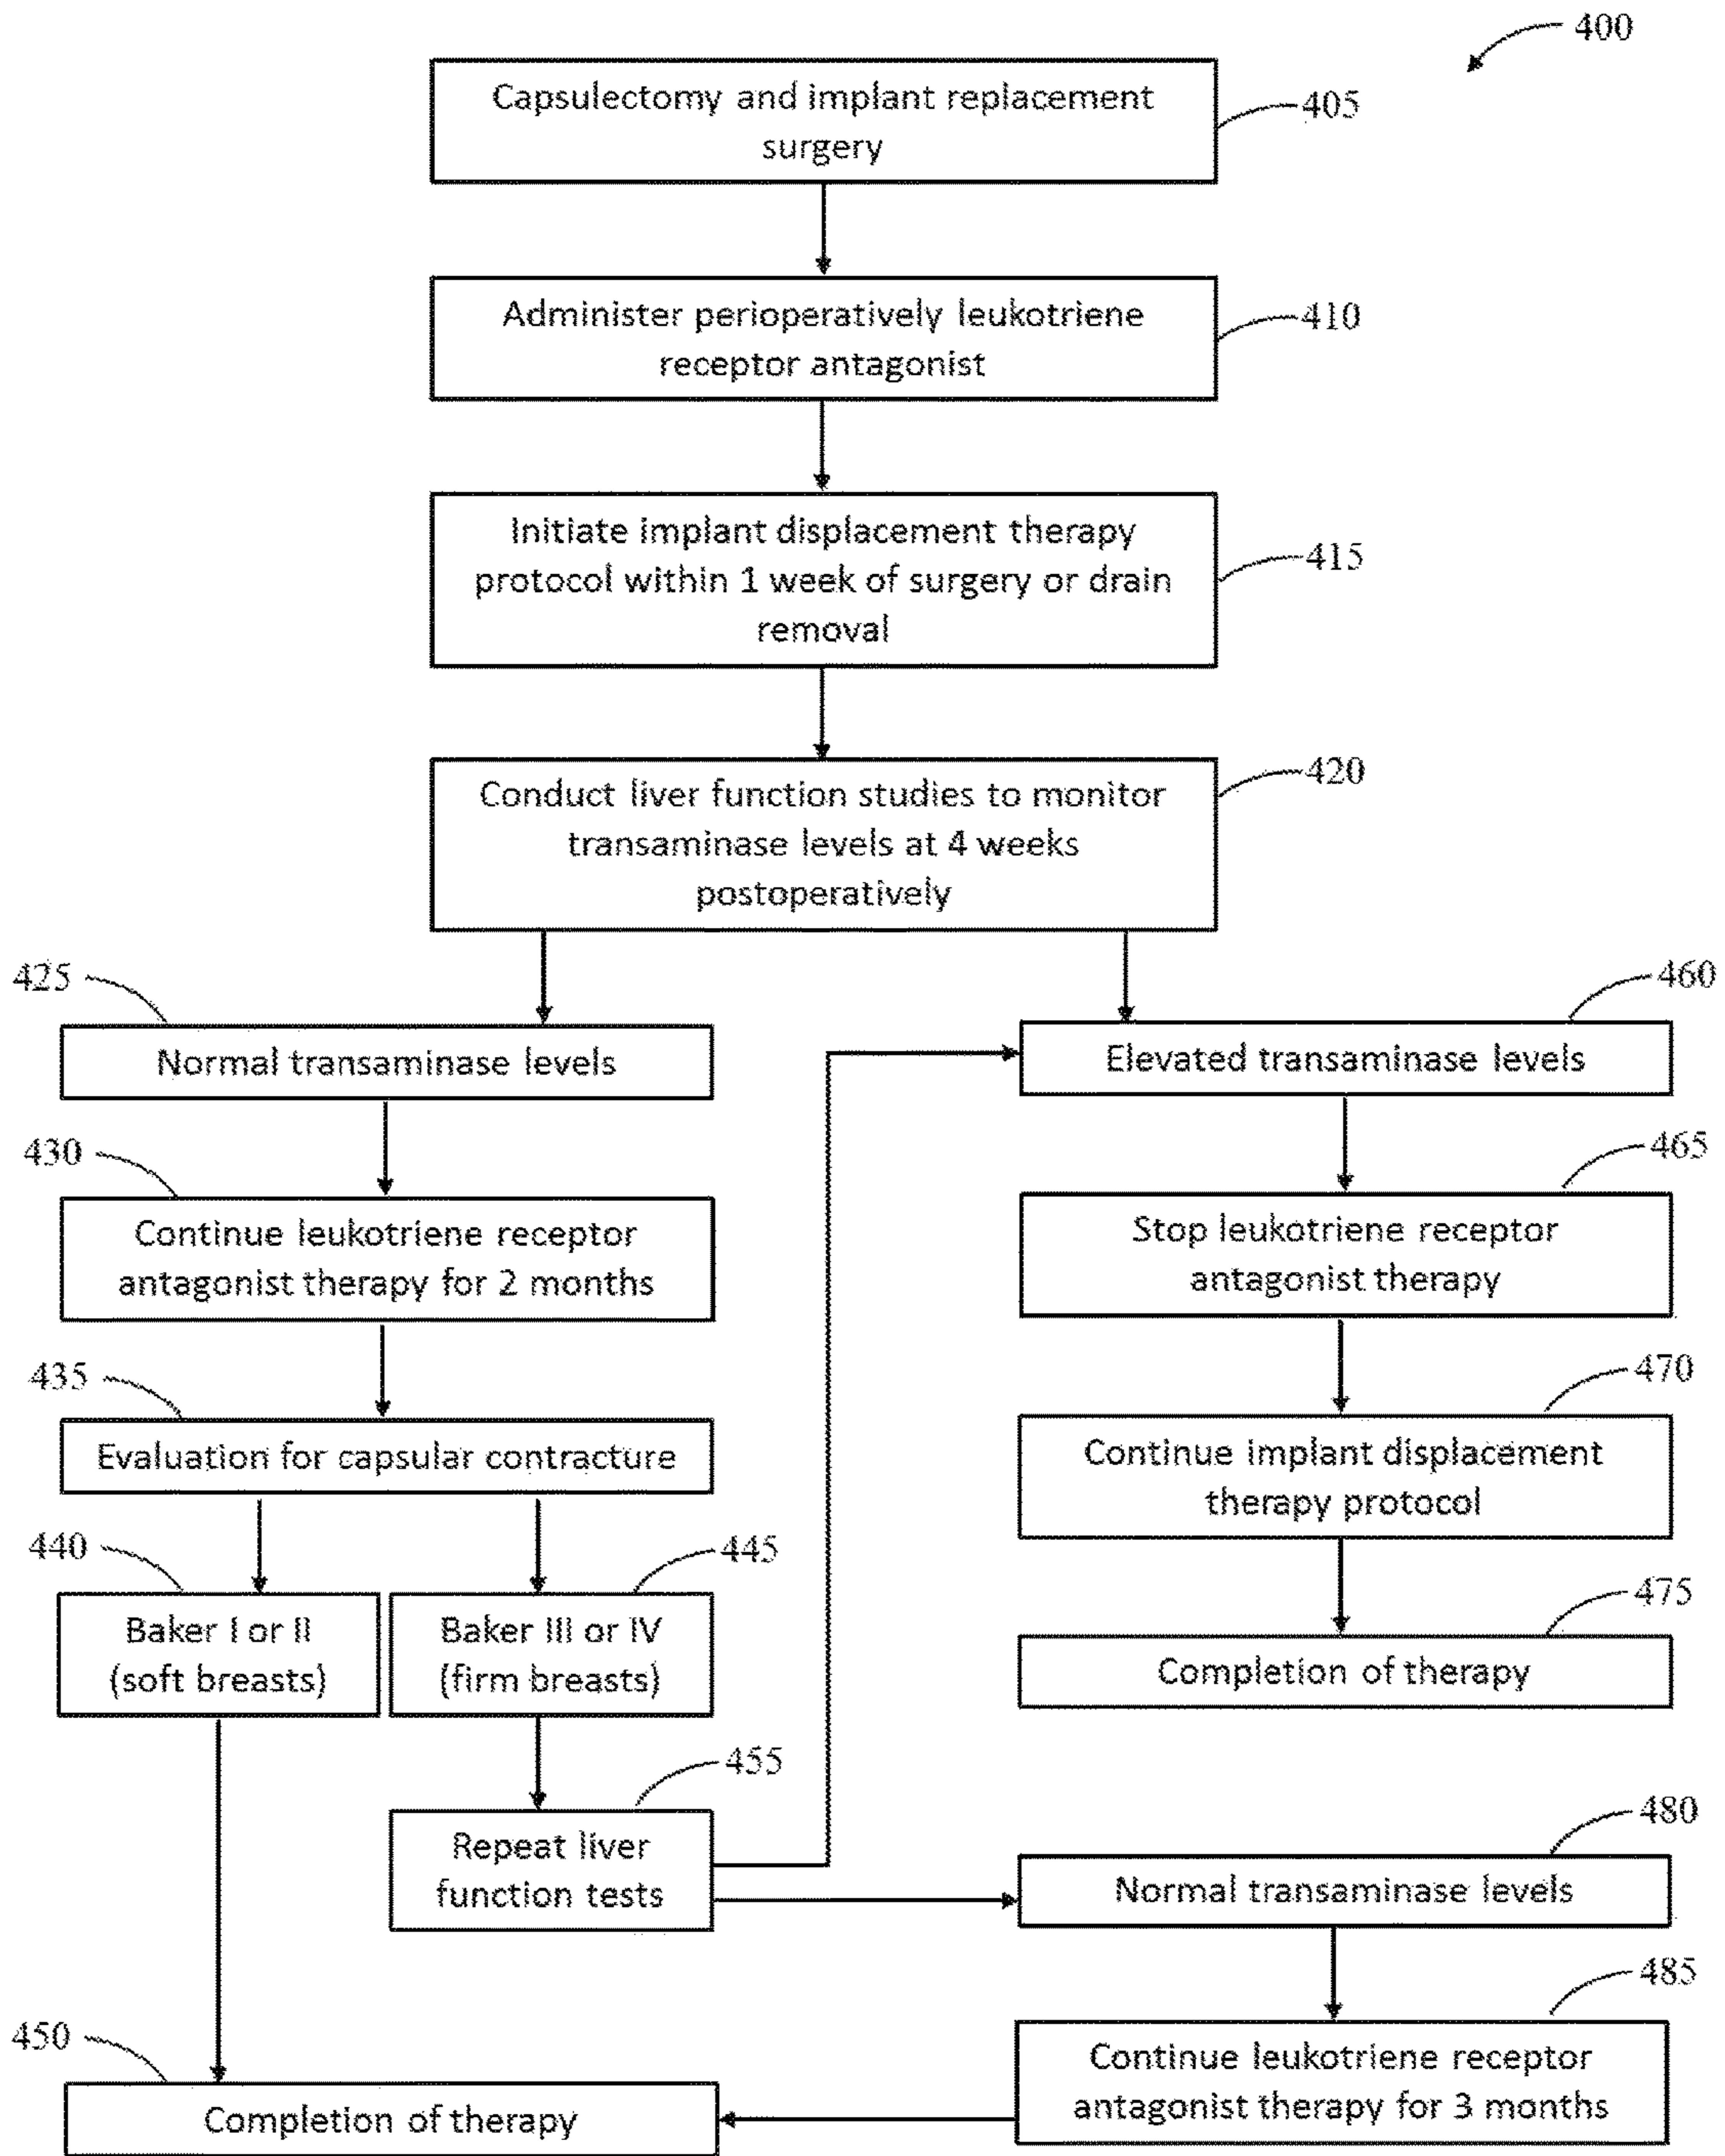 400
Capsulectomy and implant replacement
surgery
405
Administer perioperatively leukotriene
receptor antagonist
410
Initiate implant displacement therapy
protocol within 1 week of surgery or drain
removal
415
Conduct liver function studies to monitor
transaminase levels at 4 weeks
postoperatively
420
425
Normal transaminase levels
460
Elevated transaminase levels
430
Continue leukotriene receptor
antagonist therapy for 2 months
465
Stop leukotriene receptor
antagonist therapy
435
Evaluation for capsular contracture
470
Continue implant displacement
therapy protocol
440
Baker I or II
(soft breasts)
445
Baker III or IV
(firm breasts)
475
Completion of therapy
455
Repeat liver
function tests
480
Normal transaminase levels
485
Continue leukotriene receptor
antagonist therapy for 3 months
450
Completion of therapy